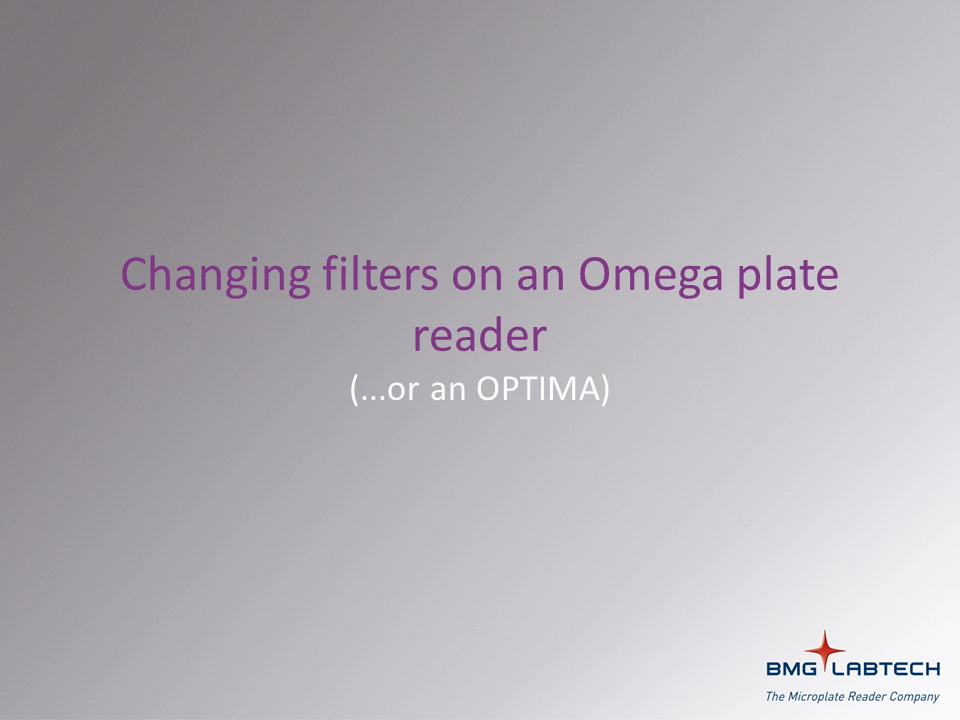 Changing filters on an Omega plate
reader
(...or an OPTIMA)
BMG LABTECH
The Microplate Reader Company